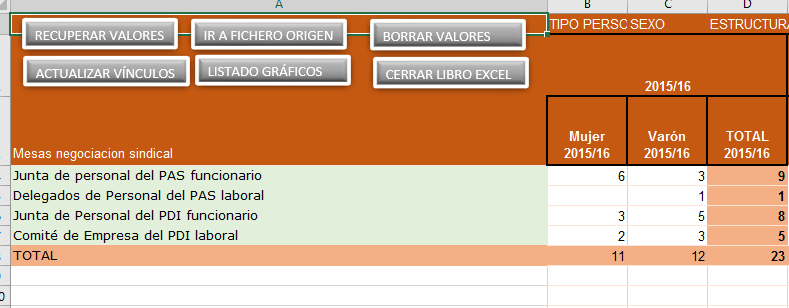 A B C D
TIPO PERSO SEXO ESTRUCTURA
RECUPERAR VALORES IR A FICHERO ORIGEN BORRAR VALORES
ACTUALIZAR VÍNCULOS LISTADO GRÁFICOS CERRAR LIBRO EXCEL
2015/16
Mujer Varón TOTAL
Mesas negociacion sindical 2015/16 2015/16 2015/16
Junta de personal del PAS funcionario 6 3 9
Delegados de Personal del PAS laboral 1 1
Junta de Personal del PDI funcionario 3 5 8
Comité de Empresa del PDI laboral 2 3 5
TOTAL 11 12 23